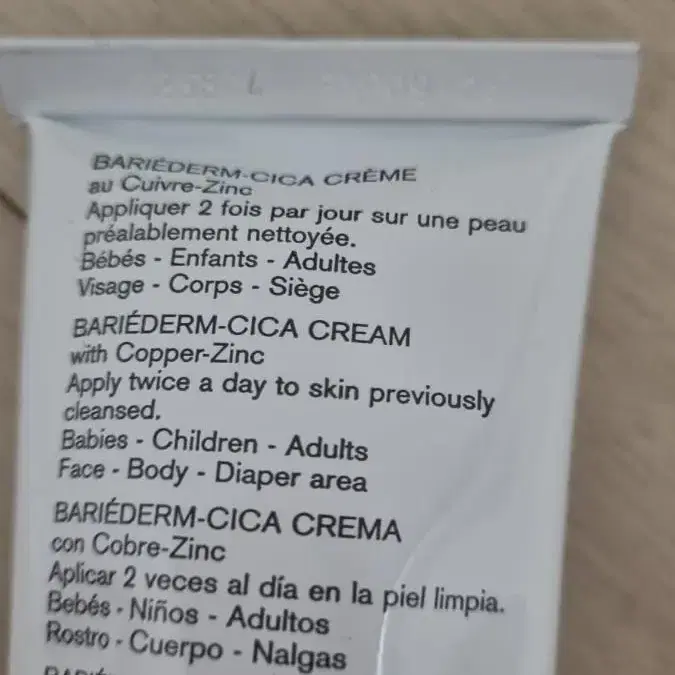 BARIÉDERM-CICA CRÈME
au Cuivre-Zinc
Appliquer 2 fois par jour sur une peau
préalablement nettoyée.
Bébés - Enfants - Adultes
Visage - Corps - Siège
BARIÉDERM-CICA CREAM
with Copper-Zinc
Apply twice a day to skin previously
cleansed.
Babies - Children - Adults
Face - Body - Diaper area
BARIÉDERM-CICA CREMA
con Cobre-Zinc
Aplicar 2 veces al día en la piel limpia.
Bebés - Niños - Adultos
Rostro - Cuerpo - Nalgas